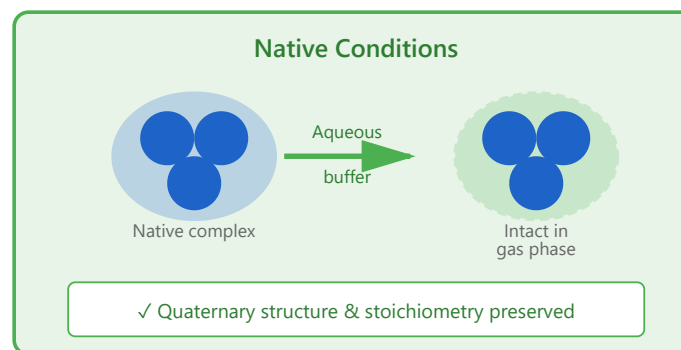 Native Conditions
Aqueous
buffer
Native complex
Intact in
gas phase
✓ Quaternary structure & stoichiometry preserved